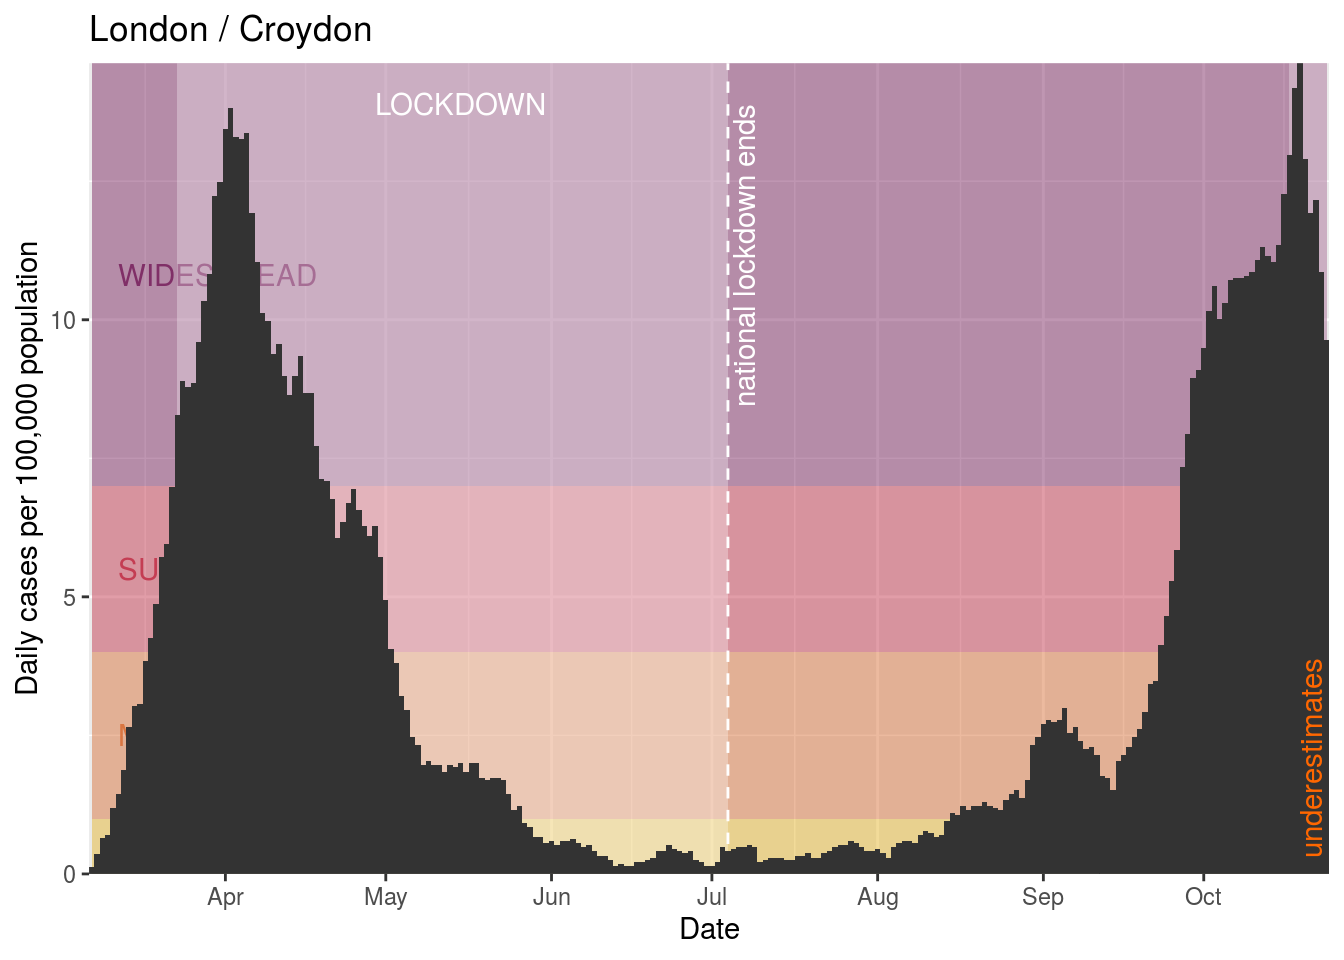 London / Croydon
LOCKDOWN
national lockdown ends
10
5
0
Daily cases per 100,000 population
underestimates
Apr
May
Jun
Jul
Aug
Sep
Oct
Date